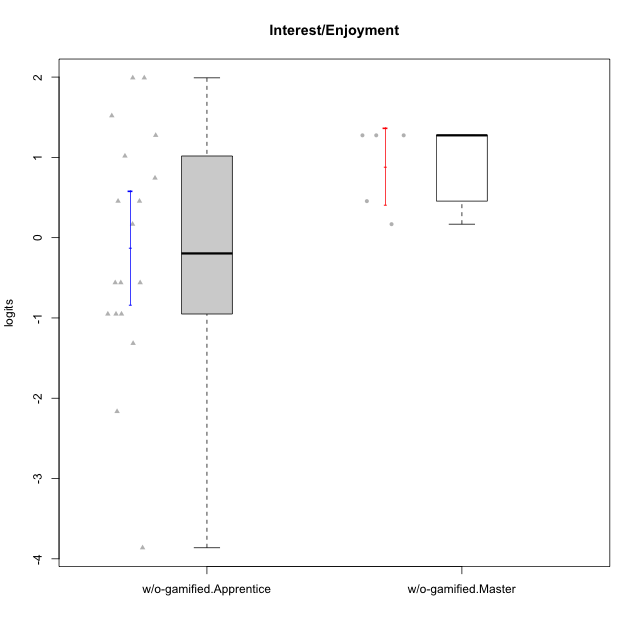 Interest/Enjoyment
logits
2
1
0
-1
-2
-3
-4
w/o-gamified.Apprentice
w/o-gamified.Master